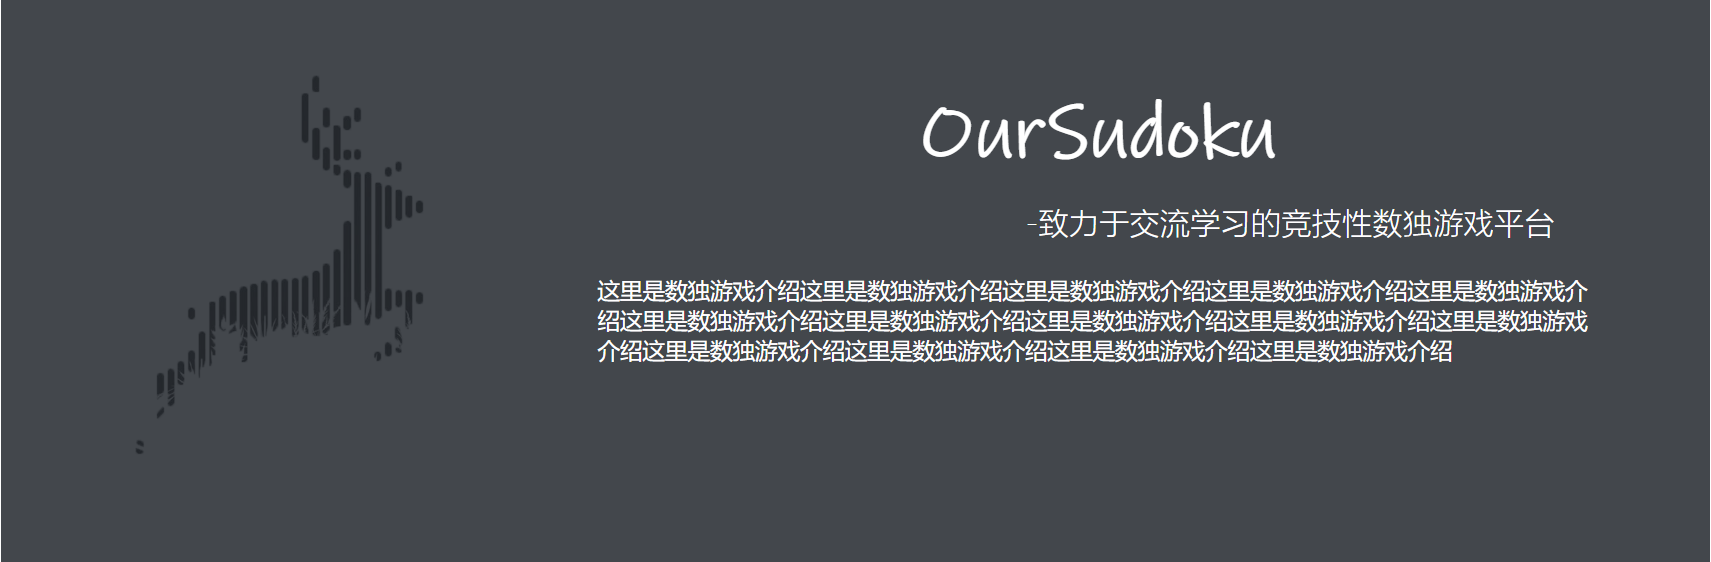 OurSudoku
-致力于交流学习的竞技性数独游戏平台
这里是数独游戏介绍这里是数独游戏介绍这里是数独游戏介绍这里是数独游戏介绍这里是数独游戏介
绍这里是数独游戏介绍这里是数独游戏介绍这里是数独游戏介绍这里是数独游戏介绍这里是数独游戏
介绍这里是数独游戏介绍这里是数独游戏介绍这里是数独游戏介绍这里是数独游戏介绍